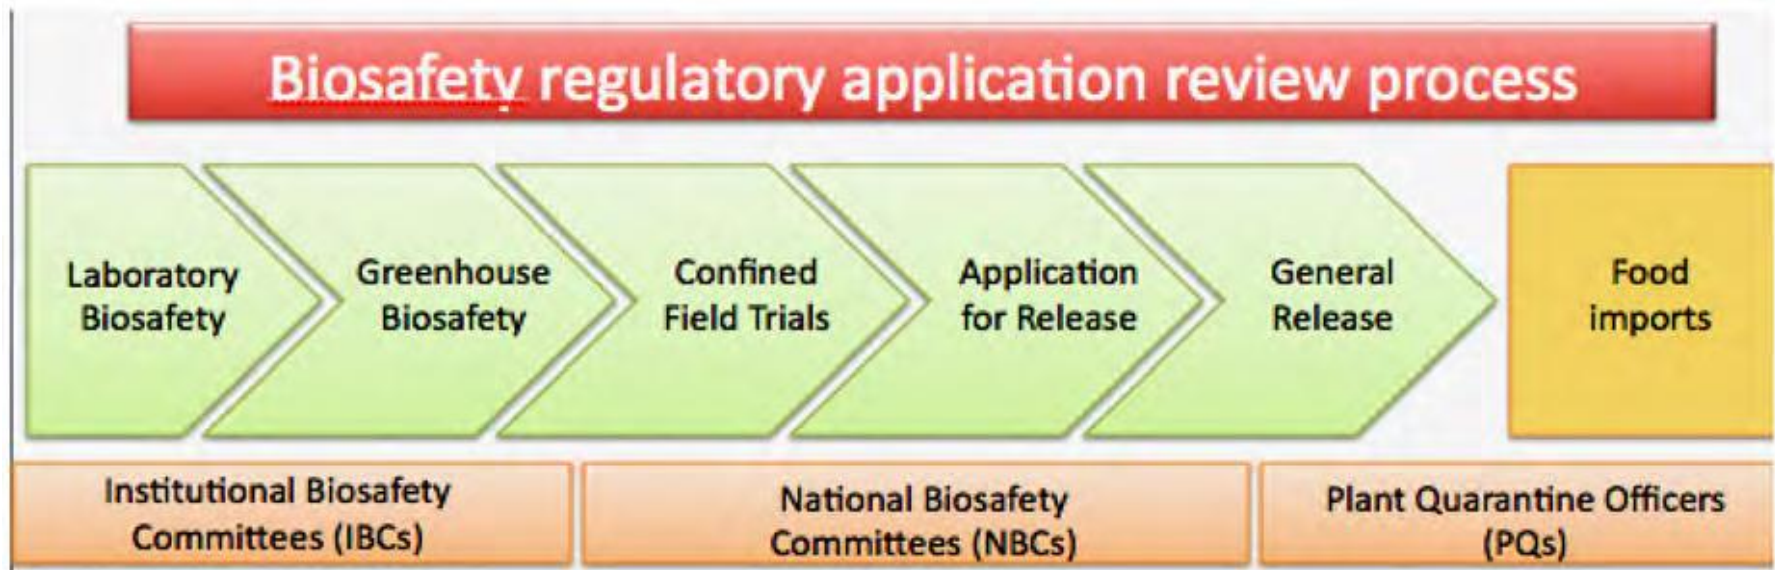 Biosafety regulatory application review process
Laboratory
Biosafety
Greenhouse
Biosafety
Confined
Field Trials
Application
for Release
General
Release
Food
imports
Institutional Biosafety
Committees (IBCs)
National Biosafety
Committees (NBCs)
Plant Quarantine Officers
(PQs)